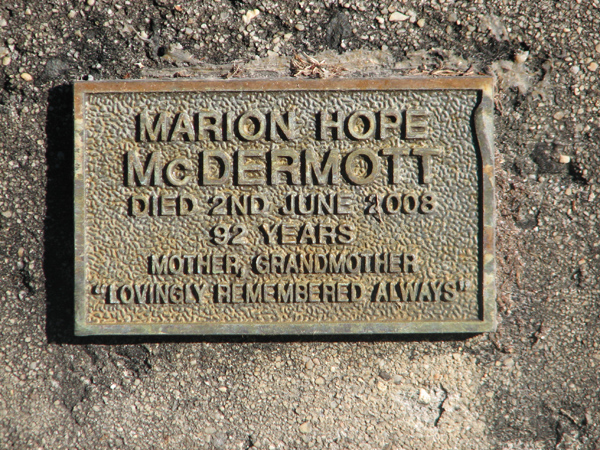 MARION HOPE
McDERMOTT
DIED 2ND JUNE 2008
92 YEARS
MOTHER, GRANDMOTHER
"LOVINGLY REMEMBERED ALWAYS"